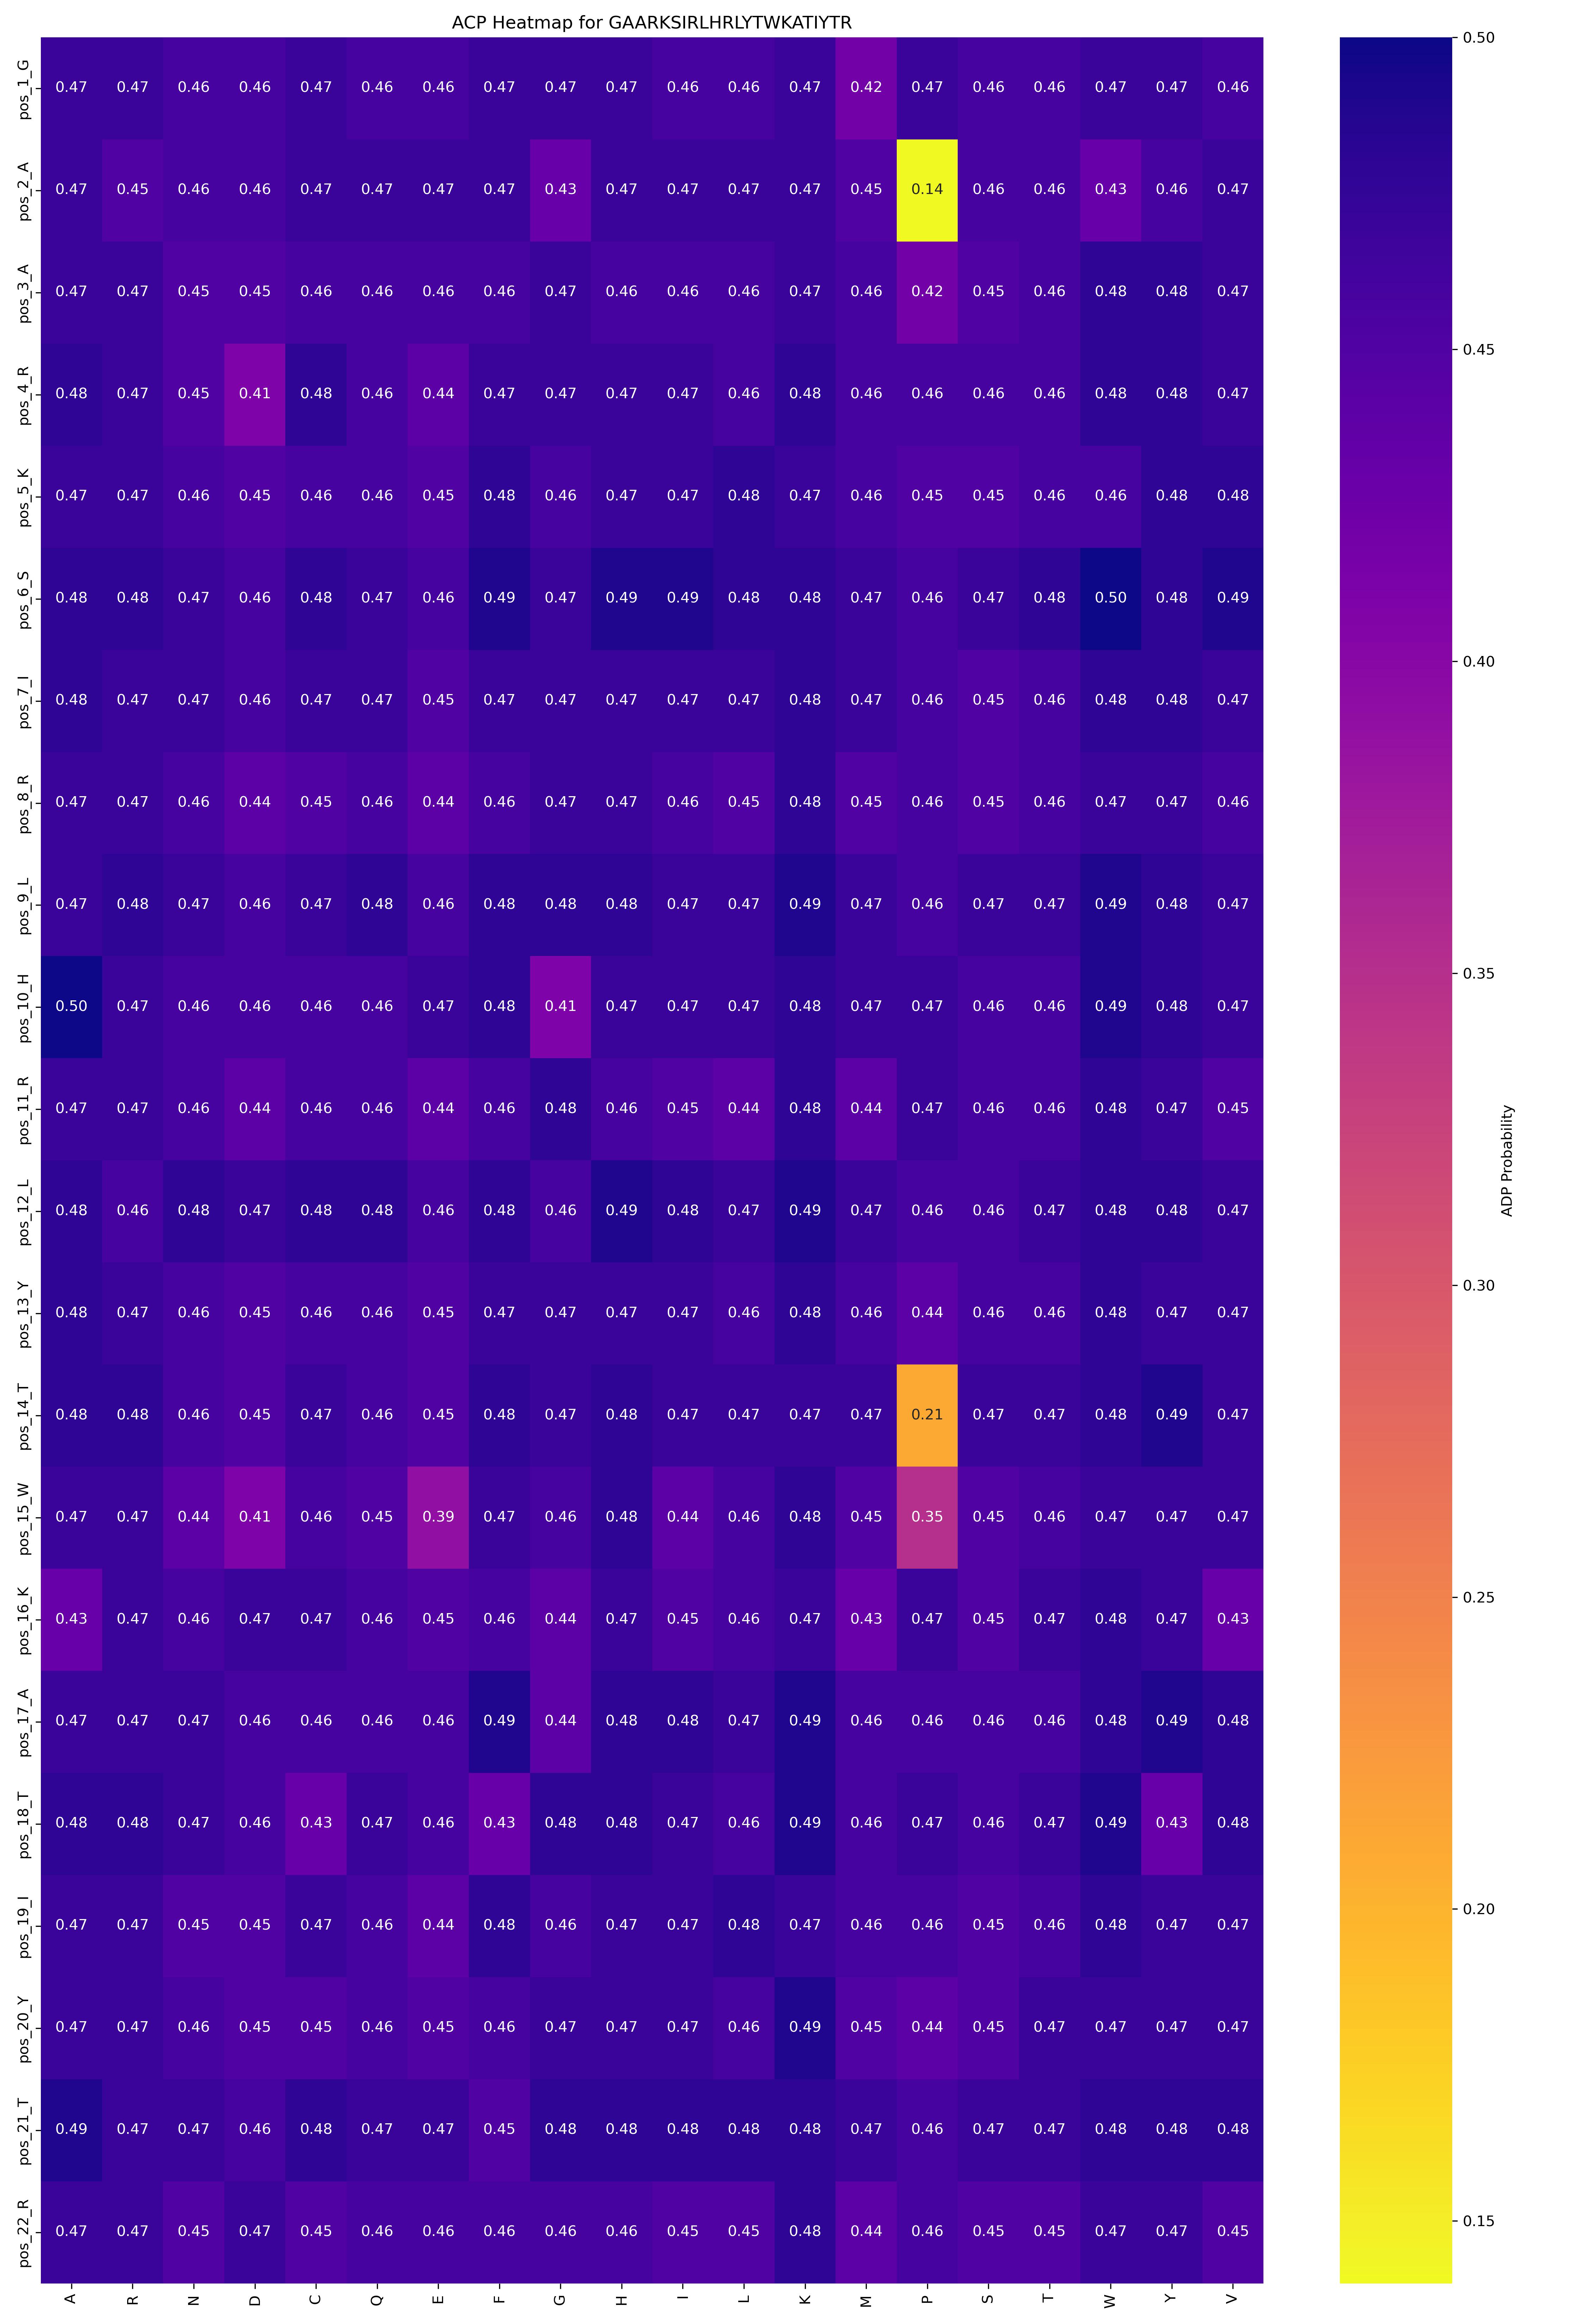 ACP Heatmap for GAARKSIRLHRLYTWKATIYTR
pos_1_G 0.47 0.47 0.46 0.46 0.47 0.46 0.46 0.47 0.47 0.47 0.46 0.46 0.47 0.42 0.47 0.46 0.46 0.47 0.47 0.46
pos_2_A 0.47 0.45 0.46 0.46 0.47 0.47 0.47 0.47 0.43 0.47 0.47 0.47 0.47 0.45 0.14 0.46 0.46 0.43 0.46 0.47
pos_3_A 0.47 0.47 0.45 0.45 0.46 0.46 0.46 0.46 0.47 0.46 0.46 0.46 0.47 0.46 0.42 0.45 0.46 0.48 0.48 0.47
pos_4_R 0.48 0.47 0.45 0.41 0.48 0.46 0.44 0.47 0.47 0.47 0.47 0.46 0.48 0.46 0.46 0.46 0.46 0.48 0.48 0.47
pos_5_K 0.47 0.47 0.46 0.45 0.46 0.46 0.45 0.48 0.46 0.47 0.47 0.48 0.47 0.46 0.45 0.45 0.46 0.46 0.48 0.48
pos_6_S 0.48 0.48 0.47 0.46 0.48 0.47 0.46 0.49 0.47 0.49 0.49 0.48 0.48 0.47 0.46 0.47 0.48 0.50 0.48 0.49
pos_7_I 0.48 0.47 0.47 0.46 0.47 0.47 0.45 0.47 0.47 0.47 0.47 0.47 0.48 0.47 0.46 0.45 0.46 0.48 0.48 0.47
pos_8_R 0.47 0.47 0.46 0.44 0.45 0.46 0.44 0.46 0.47 0.47 0.46 0.45 0.48 0.45 0.46 0.45 0.46 0.47 0.47 0.46
pos_9_L 0.47 0.48 0.47 0.46 0.47 0.48 0.46 0.48 0.48 0.48 0.47 0.47 0.49 0.47 0.46 0.47 0.47 0.49 0.48 0.47
pos_10_H 0.50 0.47 0.46 0.46 0.46 0.46 0.47 0.48 0.41 0.47 0.47 0.47 0.48 0.47 0.47 0.46 0.46 0.49 0.48 0.47
pos_11_R 0.47 0.47 0.46 0.44 0.46 0.46 0.44 0.46 0.48 0.46 0.45 0.44 0.48 0.44 0.47 0.46 0.46 0.48 0.47 0.45
pos_12_L 0.48 0.46 0.48 0.47 0.48 0.48 0.46 0.48 0.46 0.49 0.48 0.47 0.49 0.47 0.46 0.46 0.47 0.48 0.48 0.47
pos_13_Y 0.48 0.47 0.46 0.45 0.46 0.46 0.45 0.47 0.47 0.47 0.47 0.46 0.48 0.46 0.44 0.46 0.46 0.48 0.47 0.47
pos_14_T 0.48 0.48 0.46 0.45 0.47 0.46 0.45 0.48 0.47 0.48 0.47 0.47 0.47 0.47 0.21 0.47 0.47 0.48 0.49 0.47
pos_15_W 0.47 0.47 0.44 0.41 0.46 0.45 0.39 0.47 0.46 0.48 0.44 0.46 0.48 0.45 0.35 0.45 0.46 0.47 0.47 0.47
pos_16_K 0.43 0.47 0.46 0.47 0.47 0.46 0.45 0.46 0.44 0.47 0.45 0.46 0.47 0.43 0.47 0.45 0.47 0.48 0.47 0.43
pos_17_A 0.47 0.47 0.47 0.46 0.46 0.46 0.46 0.49 0.44 0.48 0.48 0.47 0.49 0.46 0.46 0.46 0.46 0.48 0.49 0.48
pos_18_T 0.48 0.48 0.47 0.46 0.43 0.47 0.46 0.43 0.48 0.48 0.47 0.46 0.49 0.46 0.47 0.46 0.47 0.49 0.43 0.48
pos_19_I 0.47 0.47 0.45 0.45 0.47 0.46 0.44 0.48 0.46 0.47 0.47 0.48 0.47 0.46 0.46 0.45 0.46 0.48 0.47 0.47
pos_20_Y 0.47 0.47 0.46 0.45 0.45 0.46 0.45 0.46 0.47 0.47 0.47 0.46 0.49 0.45 0.44 0.45 0.47 0.47 0.47 0.47
pos_21_T 0.49 0.47 0.47 0.46 0.48 0.47 0.47 0.45 0.48 0.48 0.48 0.48 0.48 0.47 0.46 0.47 0.47 0.48 0.48 0.48
pos_22_R 0.47 0.47 0.45 0.47 0.45 0.46 0.46 0.46 0.46 0.46 0.45 0.45 0.48 0.44 0.46 0.45 0.45 0.47 0.47 0.45
A R N D C Q E F G H I L K M P S T W Y V
0.50
0.45
0.40
0.35
0.30
0.25
0.20
0.15
ADP Probability